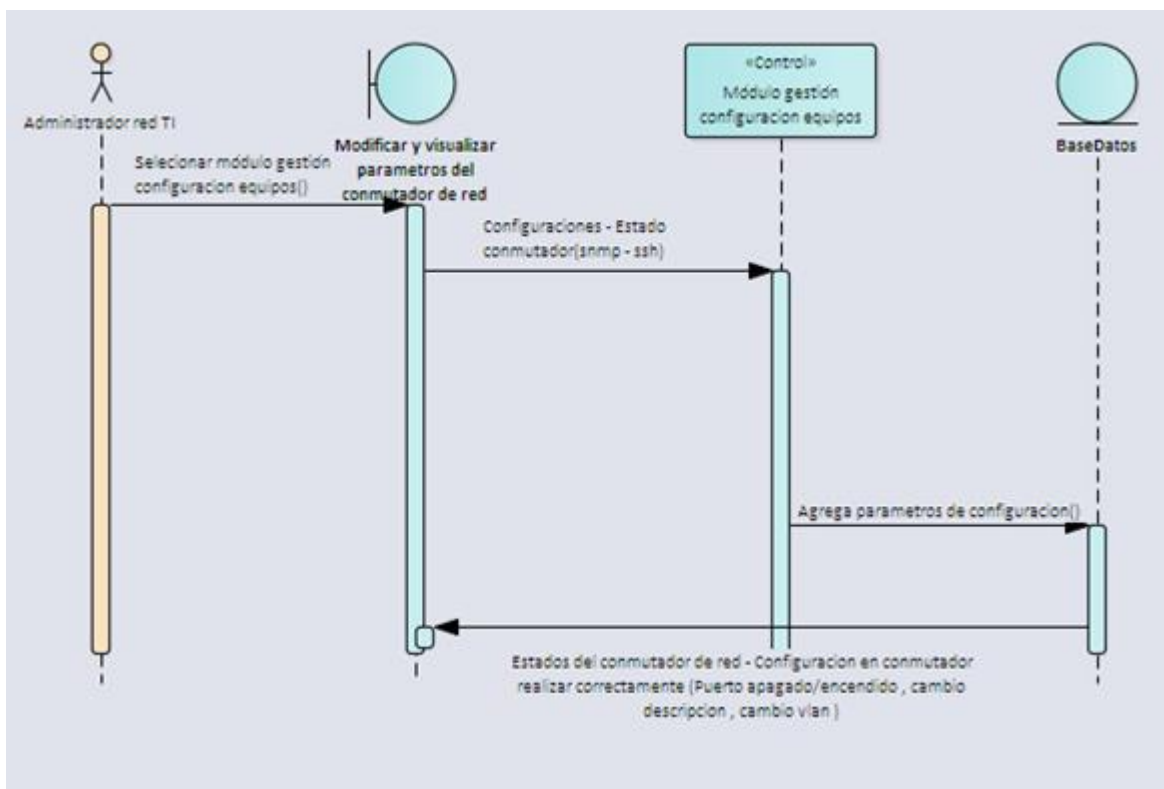 «Control»
Módulo gestión
configuracion equipos
Administrador red TI
Modificar y visualizar
parametros del
conmutador de red
BaseDatos
Selecionar módulo gestión
configuracion equipos()
Configuraciones - Estado
conmutador(snmp - ssh)
Agrega parametros de configuracion()
Estados del conmutador de red - Configuracion en conmutador
realizar correctamente (Puerto apagado/encendido , cambio
descripcion , cambio vlan )